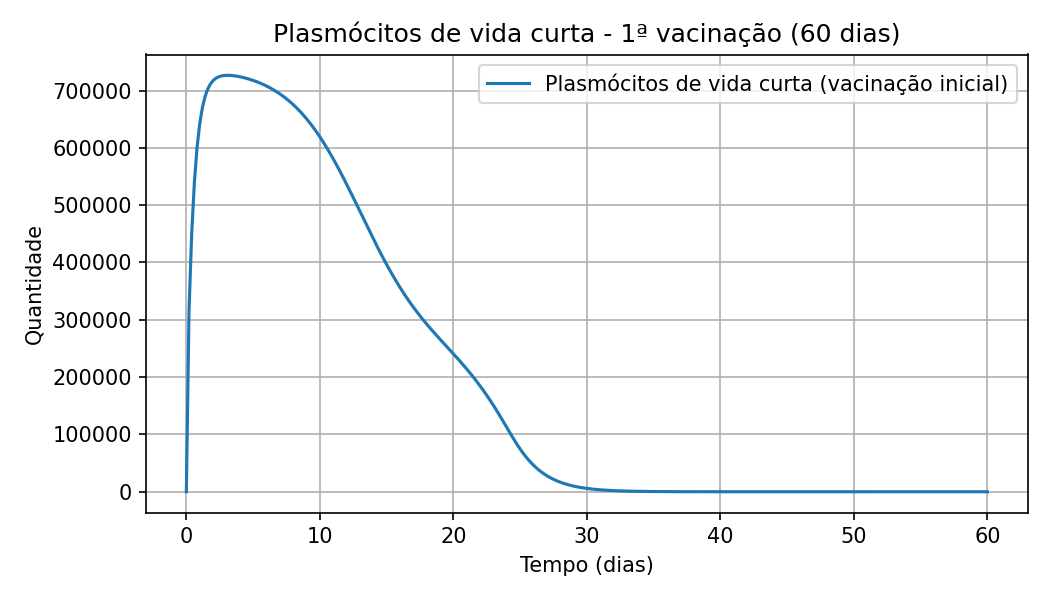 Plasmócitos de vida curta - 1ª vacinação (60 dias)
Plasmócitos de vida curta (vacinação inicial)
Quantidade
700000
600000
500000
400000
300000
200000
100000
0
0 10 20 30 40 50 60
Tempo (dias)